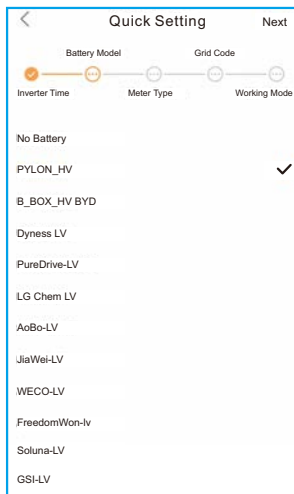 Quick Setting Next
Battery Model Grid Code
Inverter Time Meter Type Working Mode
No Battery
PYLON_HV
B_BOX_HV BYD
Dyness LV
PureDrive-LV
LG Chem LV
AoBo-LV
JiaWei-LV
WECO-LV
FreedomWon-lv
Soluna-LV
GSI-LV